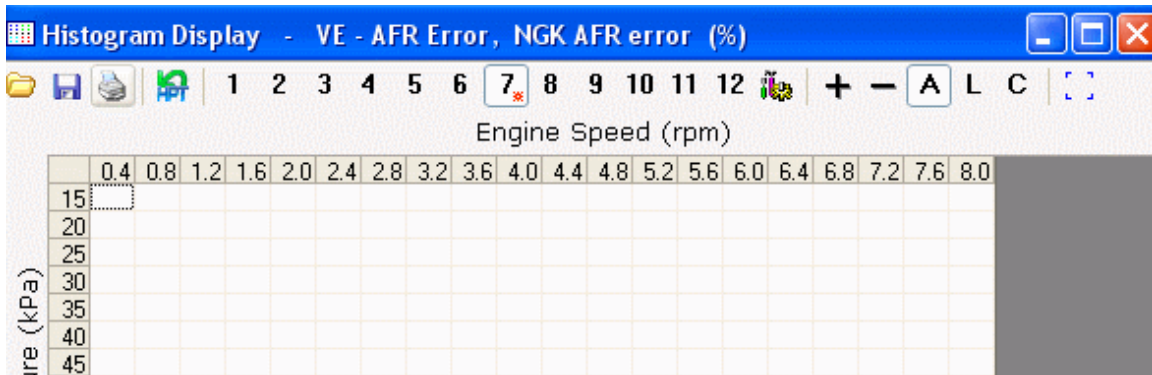 Histogram Display - VE - AFR Error, NGK AFR error (%)
1 2 3 4 5 6 7 8 9 10 11 12 + - A L C
Engine Speed (rpm)
0.4 0.8 1.2 1.6 2.0 2.4 2.8 3.2 3.6 4.0 4.4 4.8 5.2 5.6 6.0 6.4 6.8 7.2 7.6 8.0
15
20
25
30
35
40
45
(kPa)